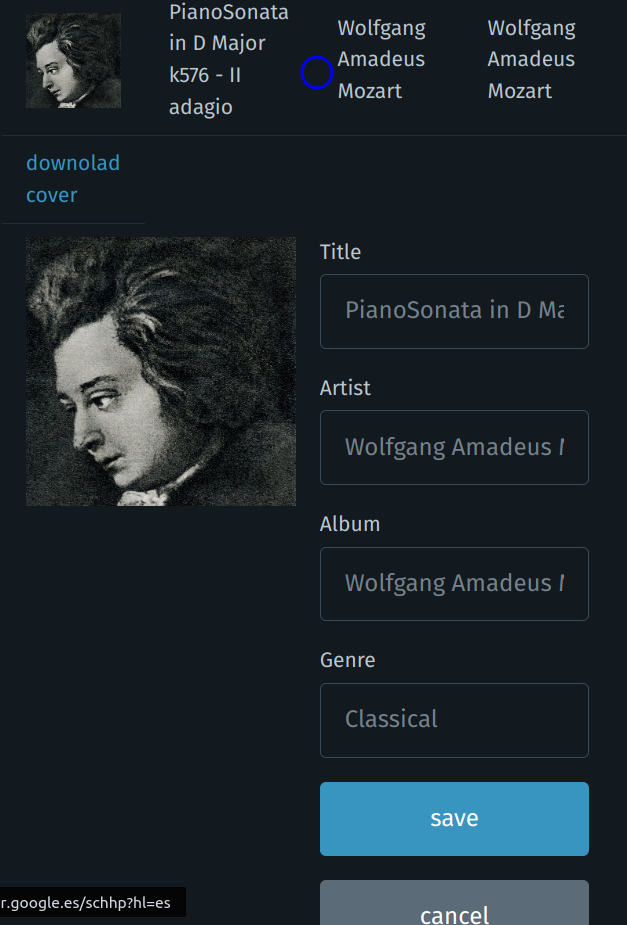 PianoSonata
in D Major
k576 - II
adagio
Wolfgang
Amadeus
Mozart
Wolfgang
Amadeus
Mozart
downolad
cover
Title
PianoSonata in D Ma
Artist
Wolfgang Amadeus M
Album
Wolfgang Amadeus M
Genre
Classical
save
cancel
r.google.es/schhp?hl=es